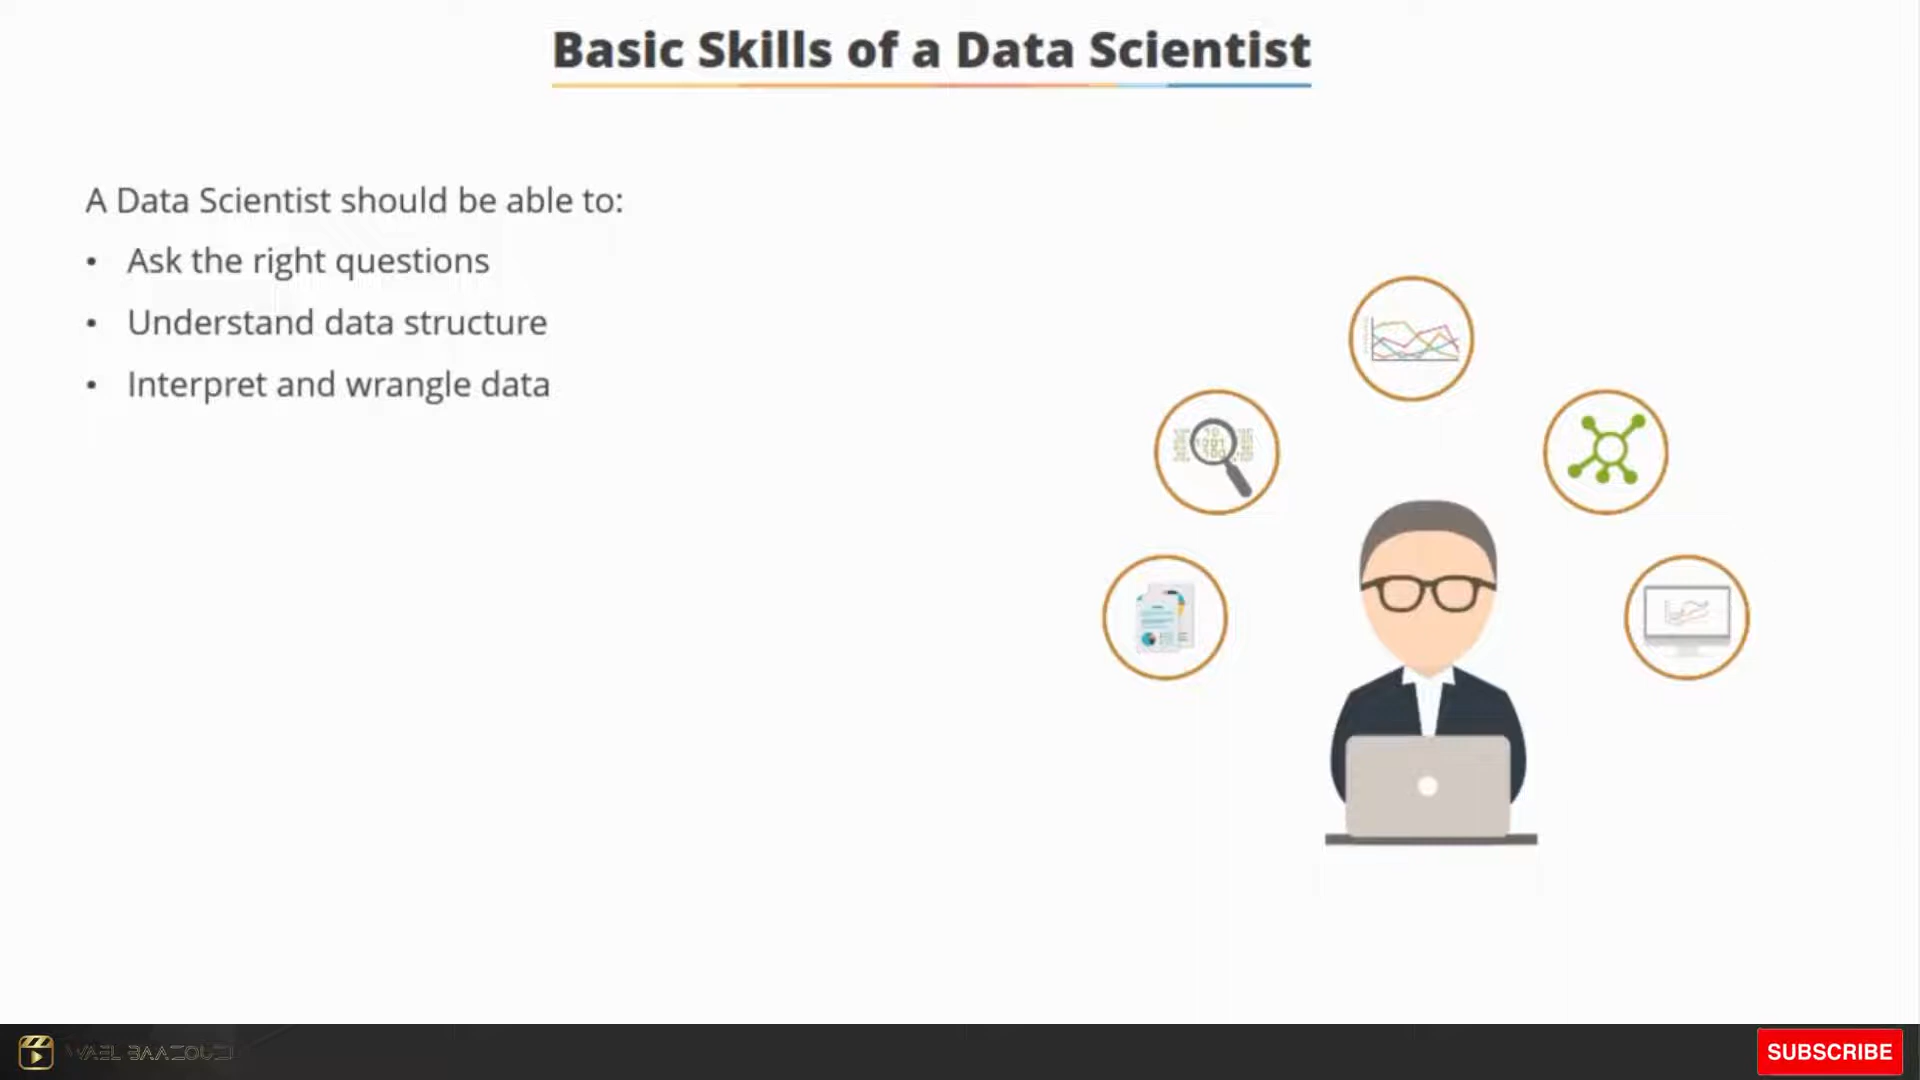 Basic Skills of a Data Scientist
A Data Scientist should be able to:
• Ask the right questions
• Understand data structure
• Interpret and wrangle data
SUBSCRIBE